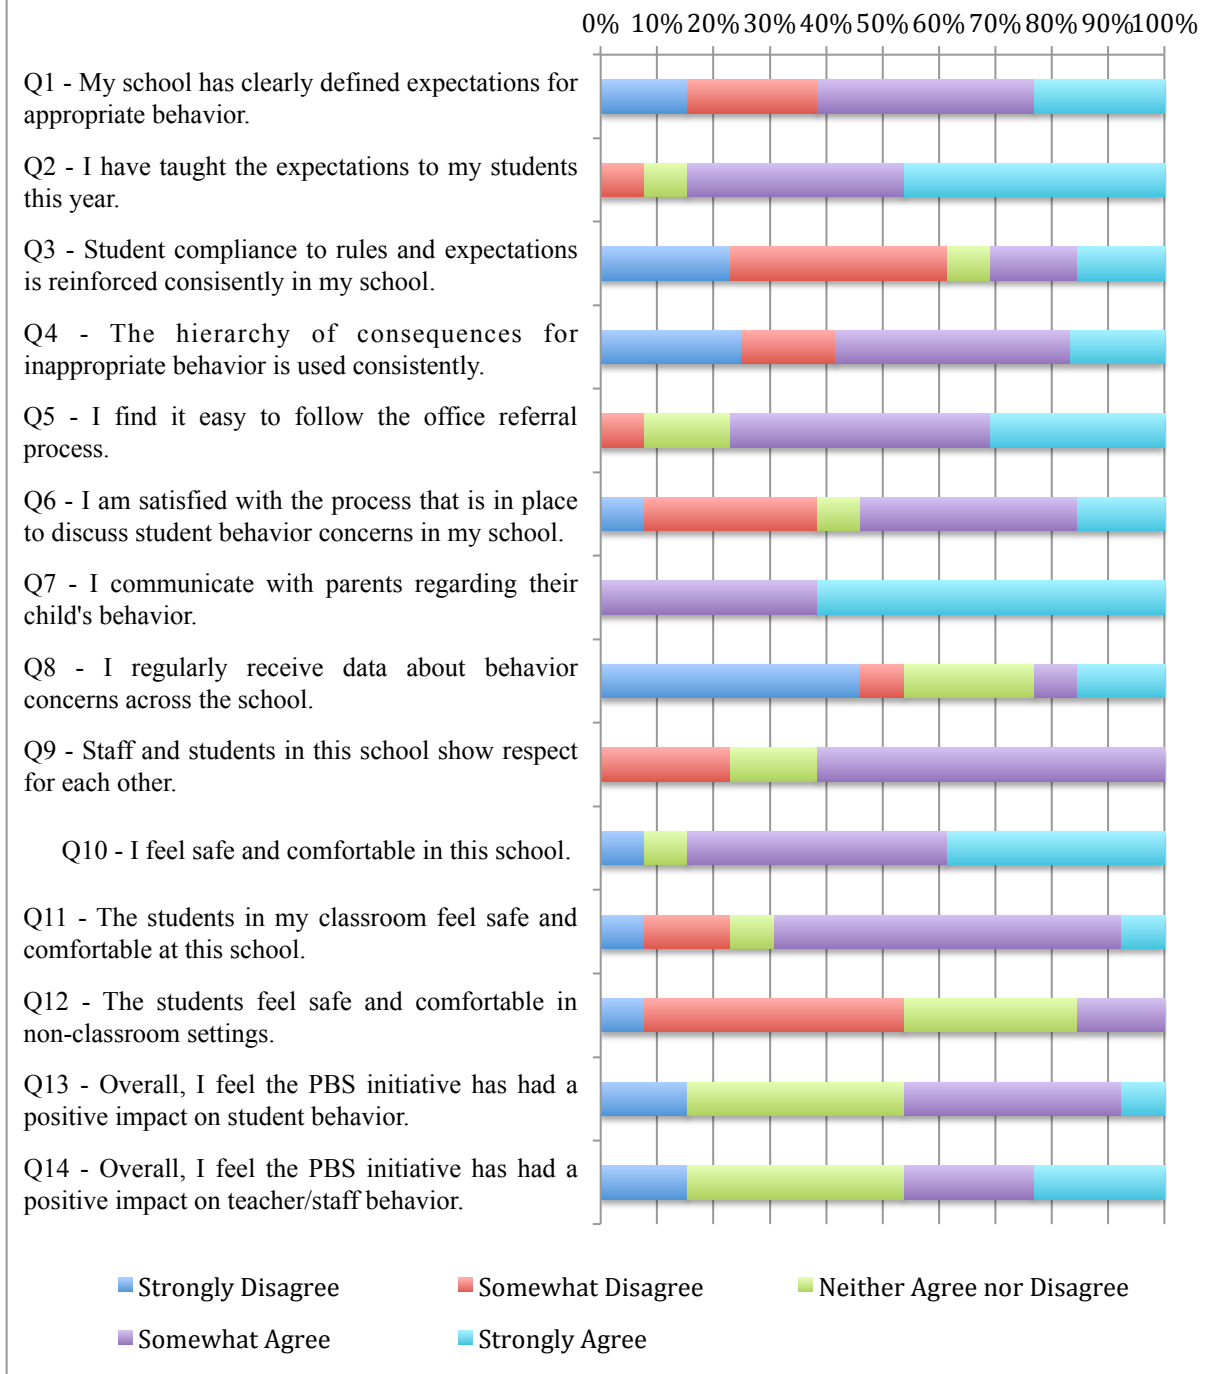 0% 10% 20% 30% 40% 50% 60% 70% 80% 90% 100%
Q1 - My school has clearly defined expectations for
appropriate behavior.
Q2 - I have taught the expectations to my students
this year.
Q3 - Student compliance to rules and expectations
is reinforced consisently in my school.
Q4 - The hierarchy of consequences for
inappropriate behavior is used consistently.
Q5 - I find it easy to follow the office referral
process.
Q6 - I am satisfied with the process that is in place
to discuss student behavior concerns in my school.
Q7 - I communicate with parents regarding their
child's behavior.
Q8 - I regularly receive data about behavior
concerns across the school.
Q9 - Staff and students in this school show respect
for each other.
Q10 - I feel safe and comfortable in this school.
Q11 - The students in my classroom feel safe and
comfortable at this school.
Q12 - The students feel safe and comfortable in
non-classroom settings.
Q13 - Overall, I feel the PBS initiative has had a
positive impact on student behavior.
Q14 - Overall, I feel the PBS initiative has had a
positive impact on teacher/staff behavior.
Strongly Disagree Somewhat Disagree Neither Agree nor Disagree
Somewhat Agree Strongly Agree